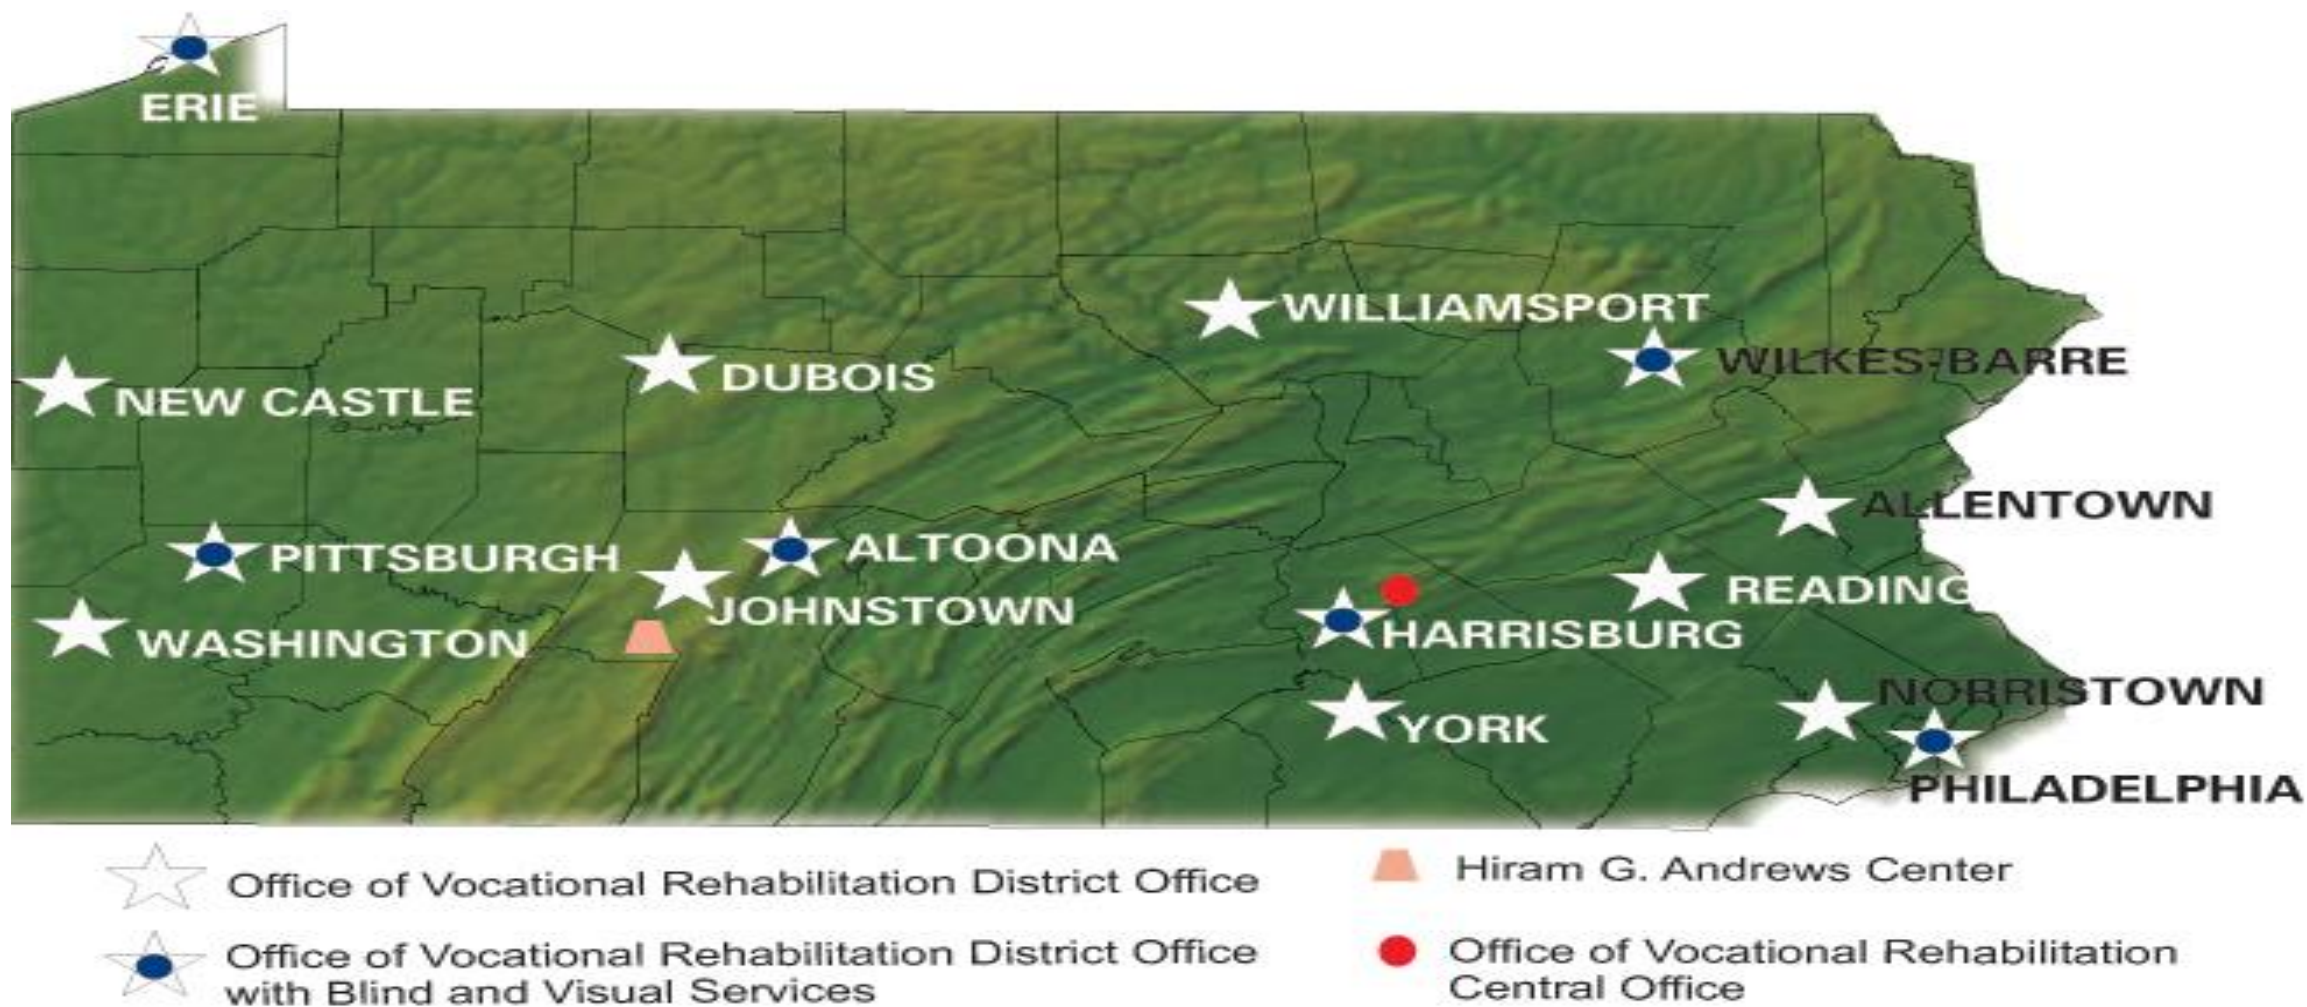 ERIE
WILLIAMSPORT
WILKES-BARRE
DUBOIS
NEW CASTLE
ALLENTOWN
PITTSBURGH
ALTOONA
READING
JOHNSTOWN
HARRISBURG
WASHINGTON
NORRISTOWN
YORK
PHILADELPHIA
Office of Vocational Rehabilitation District Office
Hiram G. Andrews Center
Office of Vocational Rehabilitation District Office
with Blind and Visual Services
Office of Vocational Rehabilitation
Central Office